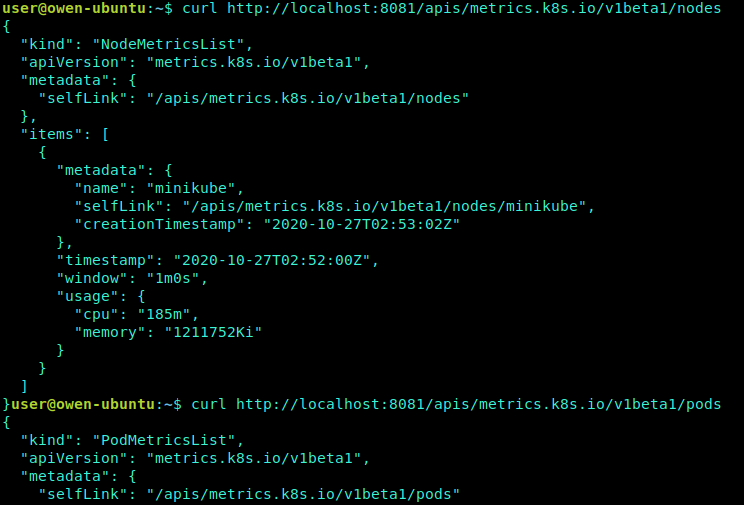 user@owen-ubuntu:~$ curl http://localhost:8081/apis/metrics.k8s.io/v1beta1/nodes
{
  "kind": "NodeMetricsList",
  "apiVersion": "metrics.k8s.io/v1beta1",
  "metadata": {
    "selfLink": "/apis/metrics.k8s.io/v1beta1/nodes"
  },
  "items": [
    {
      "metadata": {
        "name": "minikube",
        "selfLink": "/apis/metrics.k8s.io/v1beta1/nodes/minikube",
        "creationTimestamp": "2020-10-27T02:53:02Z"
      },
      "timestamp": "2020-10-27T02:52:00Z",
      "window": "1m0s",
      "usage": {
        "cpu": "185m",
        "memory": "1211752Ki"
      }
    }
  ]
}user@owen-ubuntu:~$ curl http://localhost:8081/apis/metrics.k8s.io/v1beta1/pods
{
  "kind": "PodMetricsList",
  "apiVersion": "metrics.k8s.io/v1beta1",
  "metadata": {
    "selfLink": "/apis/metrics.k8s.io/v1beta1/pods"